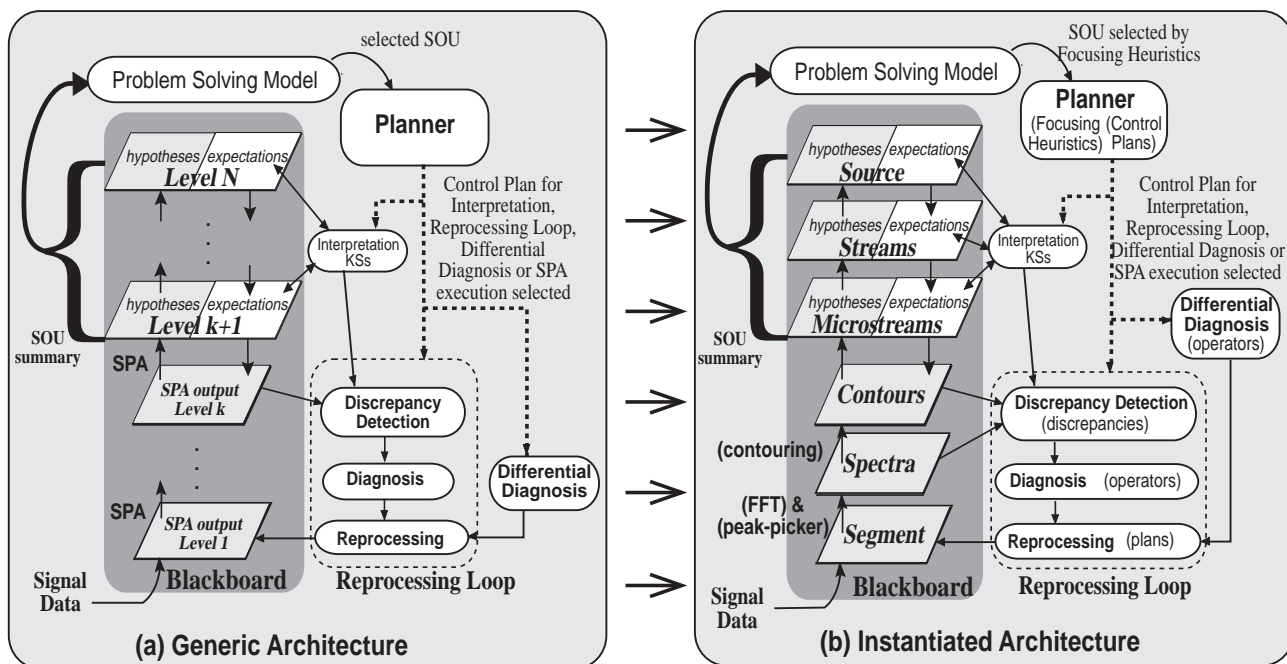 selected SOU
Problem Solving Model
Planner
hypotheses expectations
Level N
Control Plan for
Interpretation,
Reprocessing Loop,
Differential
Diagnosis or SPA
execution selected
Interpretation
KSs
hypotheses expectations
Level k+1
SOU
summary
SPA
SPA output
Level k
Discrepancy
Detection
Diagnosis
Differential
Diagnosis
SPA
SPA output
Level 1
Reprocessing
Signal
Data
Blackboard
Reprocessing Loop
(a) Generic Architecture
SOU selected by
Focusing Heuristics
Problem Solving Model
Planner
(Focusing (Control
Heuristics) Plans)
hypotheses expectations
Source
Control Plan for
Interpretation,
Reprocessing Loop,
Differential Dagnosis or
SPA execution selected
hypotheses expectations
Streams
Interpretation
KSs
hypotheses expectations
Microstreams
Differential
Diagnosis
(operators)
SOU
summary
Contours
Discrepancy Detection
(discrepancies)
(contouring)
Spectra
Diagnosis (operators)
(FFT) &
(peak-picker)
Segment
Reprocessing (plans)
Signal
Data
Blackboard
Reprocessing Loop
(b) Instantiated Architecture